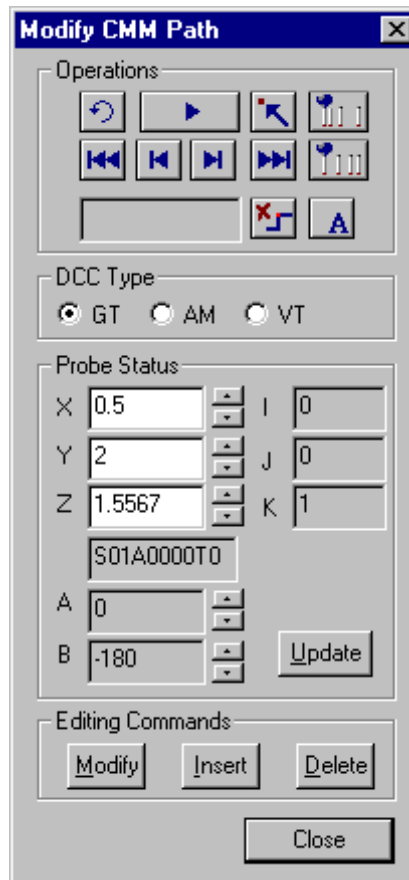 Modify CMM Path
Operations
A
DCC Type
GT AM VT
Probe Status
X 0.5 I 0
Y 2 J 0
Z 1.5567 K 1
S01A0000T0
A 0
B -180 Update
Editing Commands
Modify Insert Delete
Close